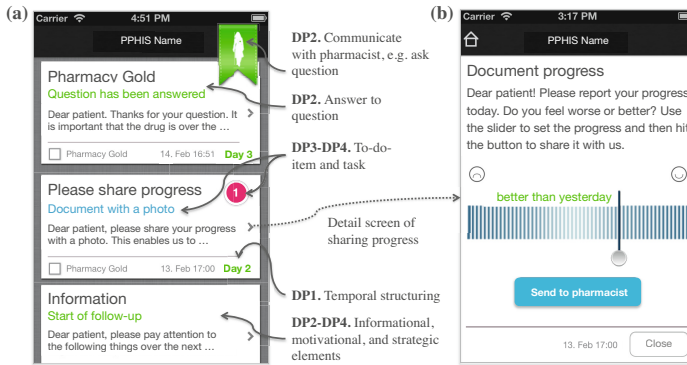 (a)
Carrier 4:51 PM
PPHIS Name
Pharmacy Gold
Question has been answered
Dear patient. Thanks for your question. It
is important that the drug is over the …
Pharmacy Gold 14. Feb 16:51 Day 3
Please share progress
1
Document with a photo
Dear patient, please share your progress
with a photo. This enables us to …
Pharmacy Gold 13. Feb 17:00 Day 2
Information
Start of follow-up
Dear patient, please pay attention to
the following things over the next …
DP2. Communicate
with pharmacist, e.g. ask
question
DP2. Answer to
question
DP3-DP4. To-do-
item and task
Detail screen of
sharing progress
DP1. Temporal structuring
DP2-DP4. Informational,
motivational, and strategic
elements
(b)
Carrier 3:17 PM
PPHIS Name
Document progress
Dear patient! Please report your progress
today. Do you feel worse or better? Use
the slider to set the progress and then hit
the button to share it with us.
better than yesterday
Send to pharmacist
13. Feb 17:00 Close